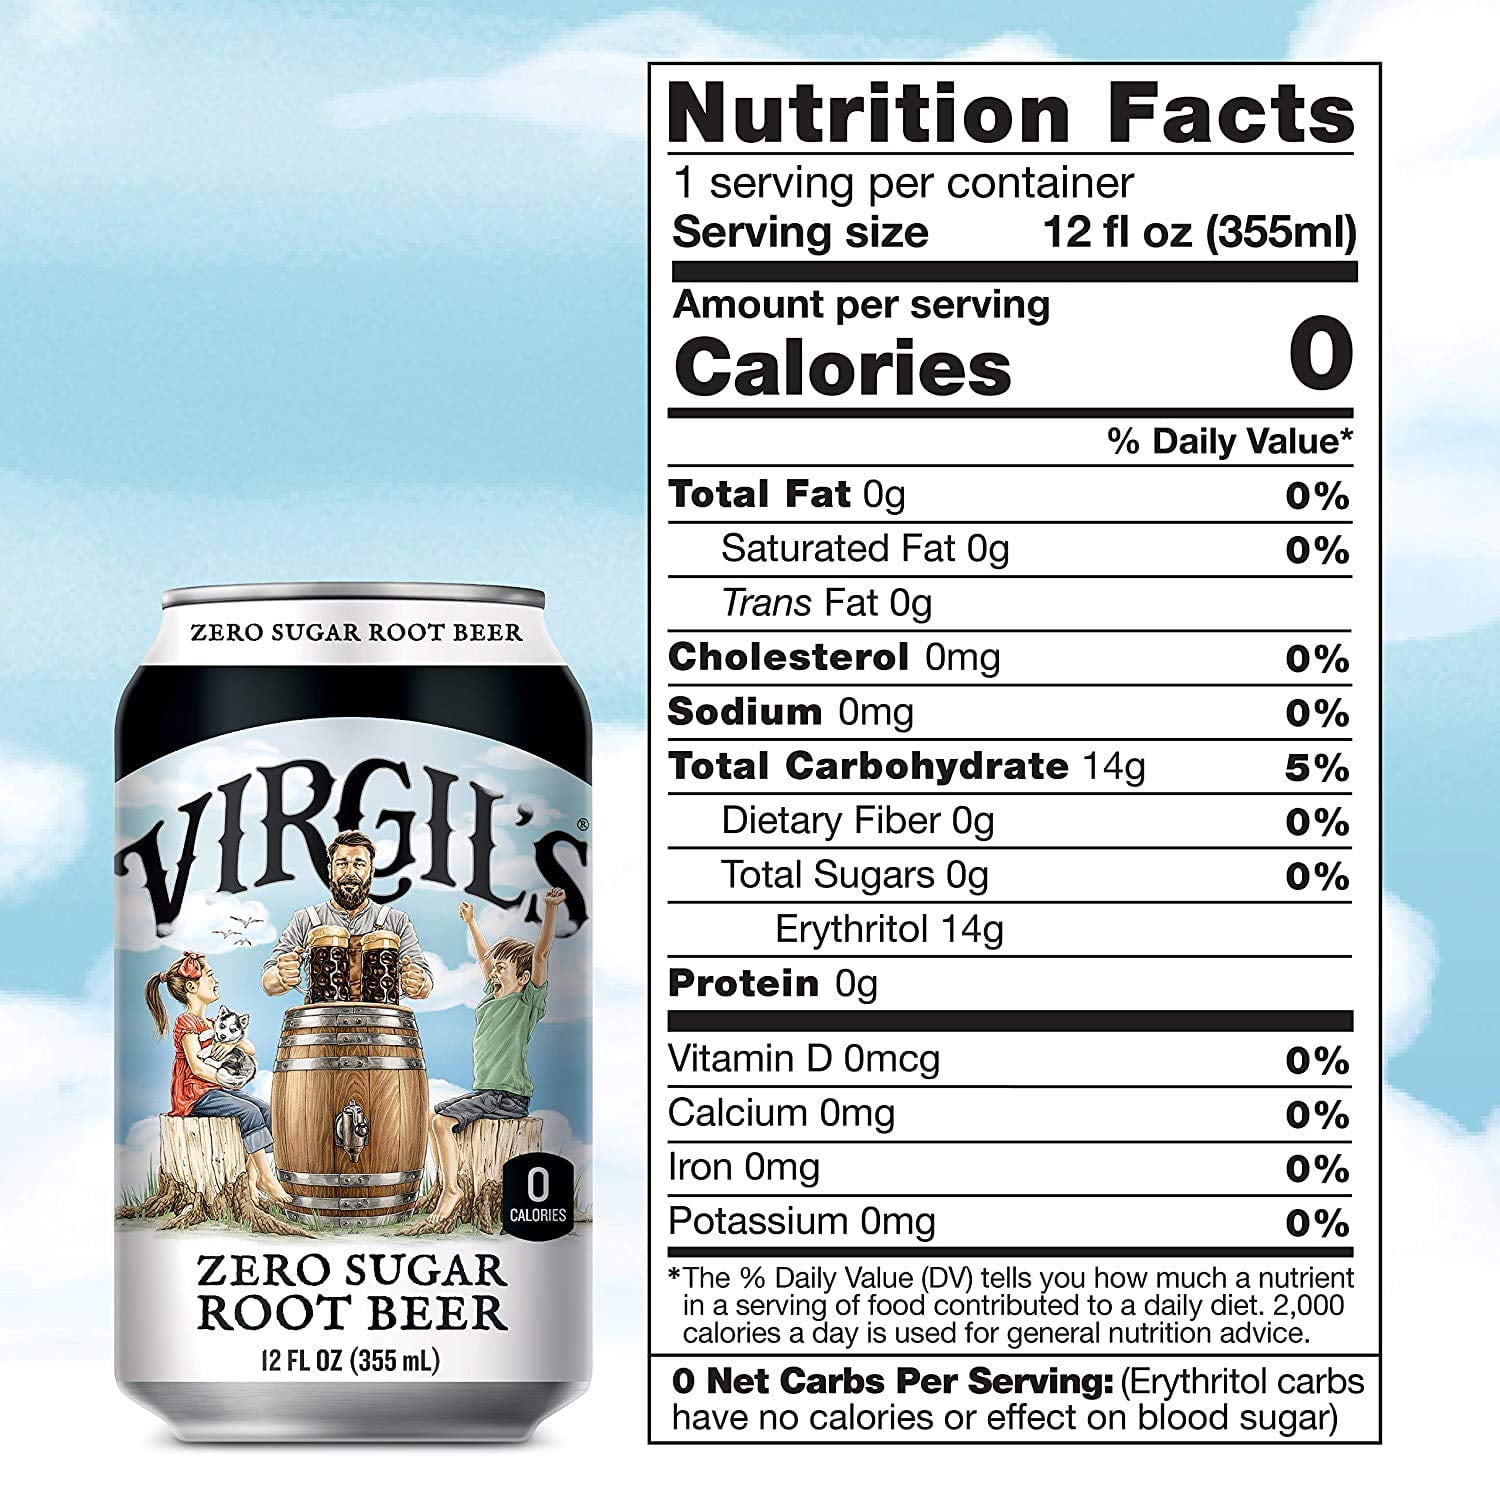 ZERO SUGAR ROOT BEER
VIRGIL'S®
0
CALORIES
ZERO SUGAR
ROOT BEER
12 FL OZ (355 mL)
Nutrition Facts
1 serving per container
Serving size 12 fl oz (355ml)
Amount per serving
Calories 0
% Daily Value*
Total Fat 0g 0%
Saturated Fat 0g 0%
Trans Fat 0g
Cholesterol 0mg 0%
Sodium 0mg 0%
Total Carbohydrate 14g 5%
Dietary Fiber 0g 0%
Total Sugars 0g 0%
Erythritol 14g
Protein 0g
Vitamin D 0mcg 0%
Calcium 0mg 0%
Iron 0mg 0%
Potassium 0mg 0%
*The % Daily Value (DV) tells you how much a nutrient
in a serving of food contributed to a daily diet. 2,000
calories a day is used for general nutrition advice.
0 Net Carbs Per Serving: (Erythritol carbs
have no calories or effect on blood sugar)